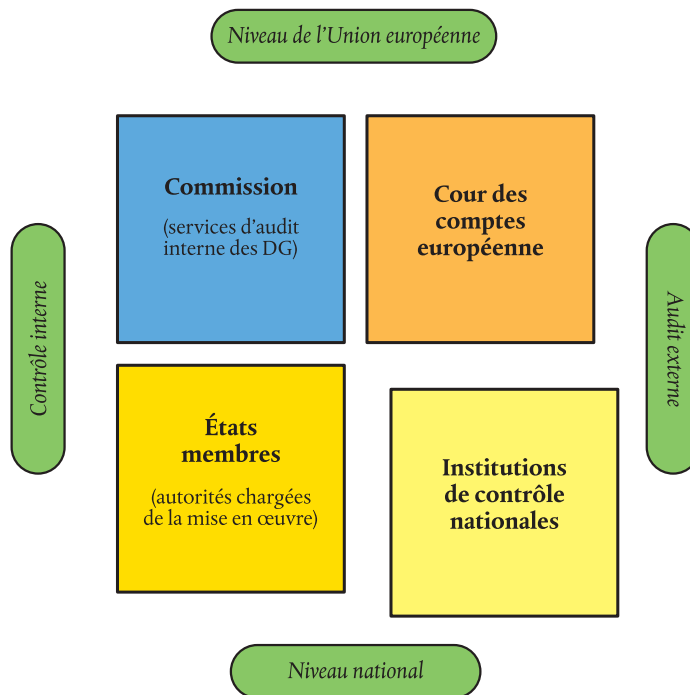 Niveau de l'Union européenne
Commission
(services d'audit
interne des DG)
Cour des
comptes
européenne
Contrôle interne
Audit externe
États
membres
(autorités chargées
de la mise en œuvre)
Institutions
de contrôle
nationales
Niveau national